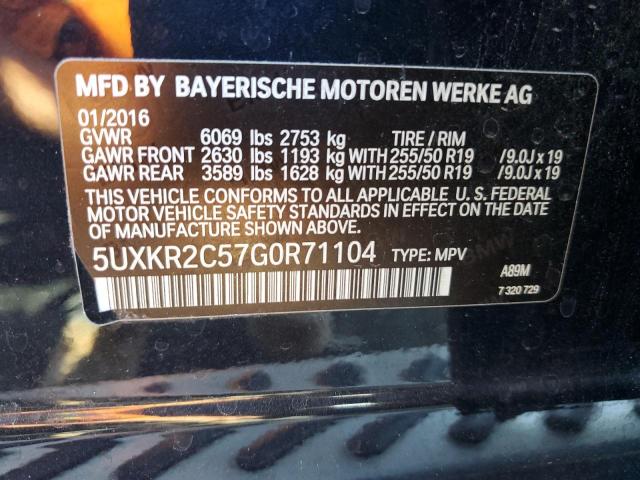 MFD BY BAYERISCHE MOTOREN WERKE AG
01/2016
GVWR 6069 lbs 2753 kg TIRE / RIM
GAWR FRONT 2630 lbs 1193 kg WITH 255/50 R19 /9.0J x 19
GAWR REAR 3589 lbs 1628 kg WITH 255/50 R19 /9.0J x 19
THIS VEHICLE CONFORMS TO ALL APPLICABLE U. S. FEDERAL
MOTOR VEHICLE SAFETY STANDARDS IN EFFECT ON THE DATE
OF MANUFACTURE SHOWN ABOVE.
5UXKR2C57G0R71104 TYPE: MPV
A89M
7 320 729